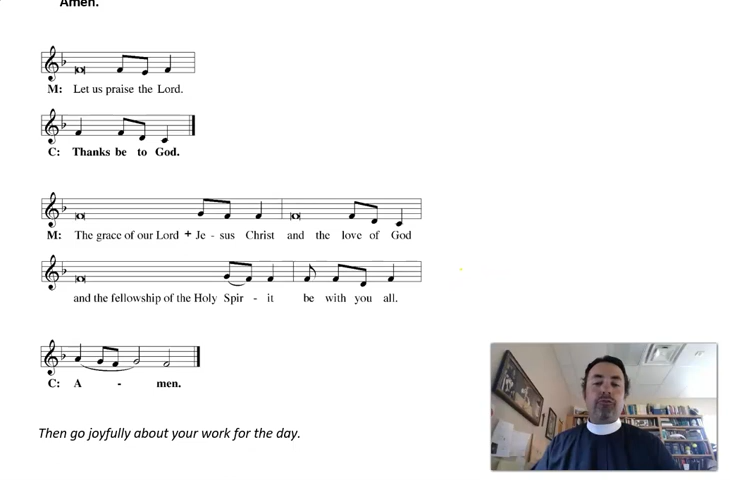 Amen.
M: Let us praise the Lord.
C: Thanks be to God.
M: The grace of our Lord + Je - sus Christ and the love of God
and the fellowship of the Holy Spir - it be with you all.
C: A - men.
Then go joyfully about your work for the day.